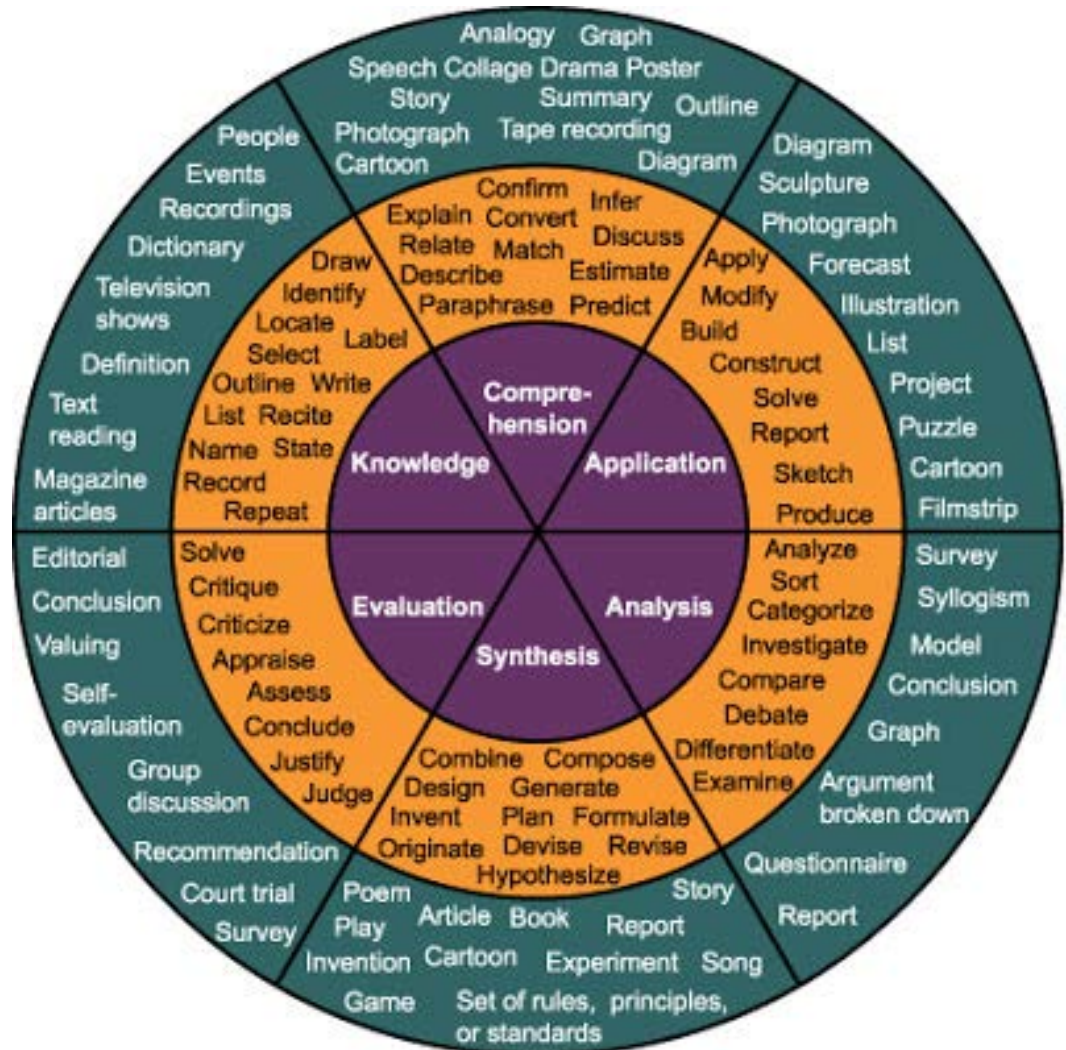 Analogy Graph
Speech Collage Drama Poster
Story Summary Outline
Photograph Tape recording
Cartoon Diagram
Confirm Infer
Explain Convert
Relate Match Discuss
Describe Estimate
Paraphrase Predict
Compre-
hension
Diagram
Sculpture
Photograph
Forecast
Illustration
List
Project
Puzzle
Cartoon
Filmstrip
Apply
Modify
Build
Construct
Solve
Report
Sketch
Produce
Application
Survey
Syllogism
Model
Conclusion
Graph
Argument
broken down
Questionnaire
Report
Analyze
Sort
Categorize
Investigate
Compare
Debate
Differentiate
Examine
Analysis
Synthesis
Combine Compose
Design Generate
Invent Plan Formulate
Originate Devise Revise
Hypothesize
Poem Story
Play Article Book Report
Invention Cartoon Experiment Song
Game Set of rules, principles,
or standards
Evaluation
Solve
Critique
Criticize
Appraise
Assess
Conclude
Justify
Judge
Editorial
Conclusion
Valuing
Self-
evaluation
Group
discussion
Recommendation
Court trial
Survey
Knowledge
Draw
Identify
Locate Label
Select
Outline Write
List Recite
Name State
Record
Repeat
People
Events
Recordings
Dictionary
Television
shows
Definition
Text
reading
Magazine
articles